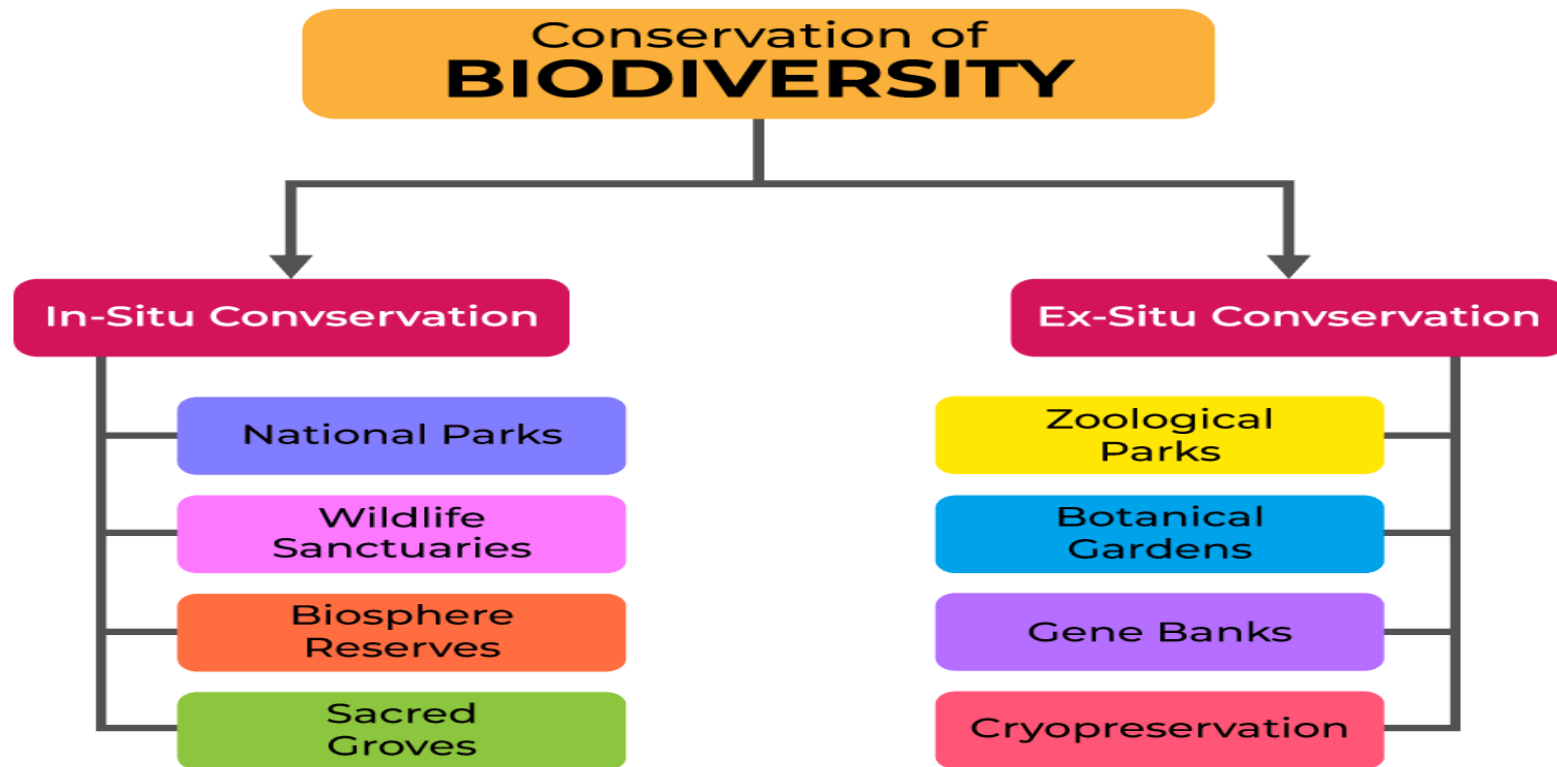 Conservation of
BIODIVERSITY
In-Situ Convservation
National Parks
Wildlife
Sanctuaries
Biosphere
Reserves
Sacred
Groves
Ex-Situ Convservation
Zoological
Parks
Botanical
Gardens
Gene Banks
Cryopreservation